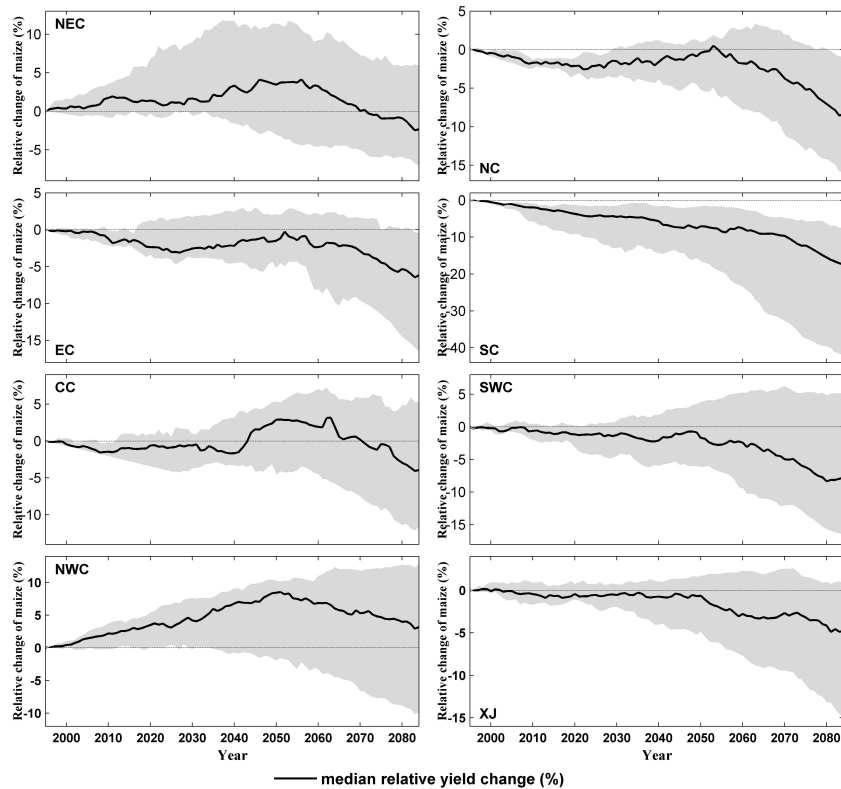 NEC
Relative change of maize (%)
10
5
0
-5
NC
Relative change of maize (%)
5
0
-5
-10
-15
EC
Relative change of maize (%)
5
0
-5
-10
-15
SC
Relative change of maize (%)
0
-10
-20
-30
-40
CC
Relative change of maize (%)
5
0
-5
-10
SWC
Relative change of maize (%)
5
0
-5
-10
-15
NWC
Relative change of maize (%)
10
5
0
-5
-10
2000 2010 2020 2030 2040 2050 2060 2070 2080
Year
XJ
Relative change of maize (%)
0
-5
-10
-15
2000 2010 2020 2030 2040 2050 2060 2070 2080
Year
median relative yield change (%)